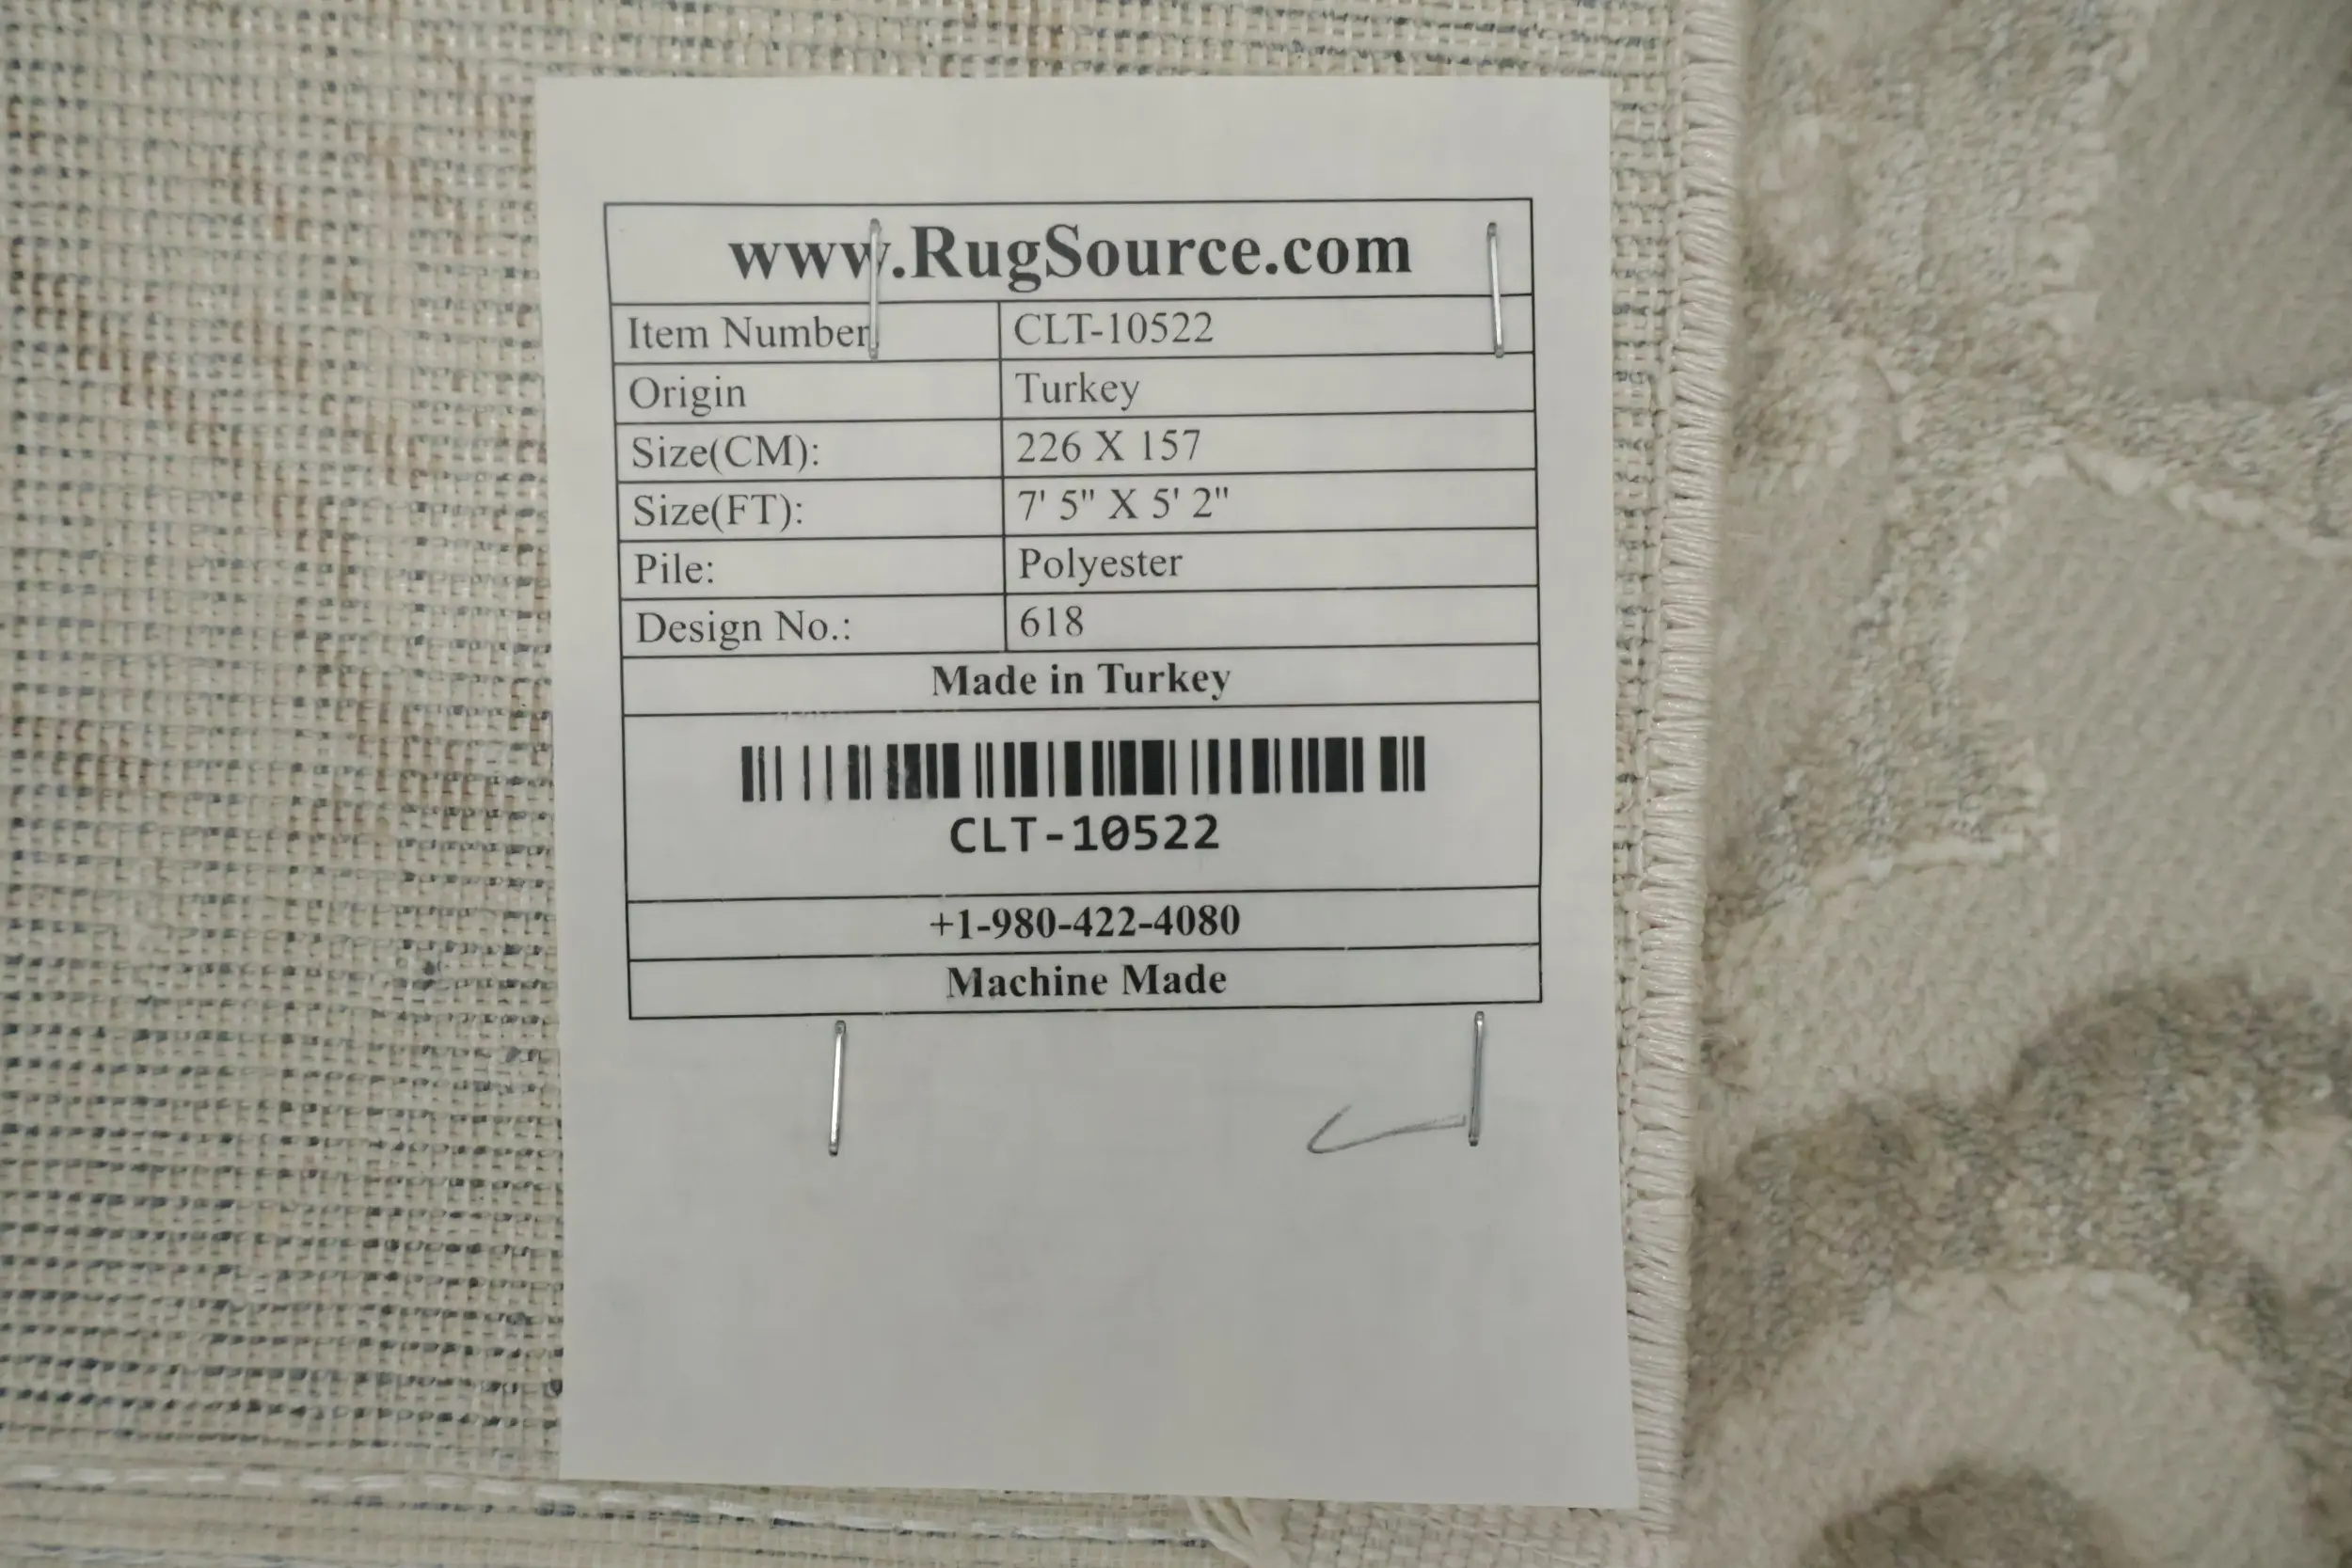 www.RugSource.com
Item Number CLT-10522
Origin Turkey
Size(CM): 226 X 157
Size(FT): 7' 5" X 5' 2"
Pile: Polyester
Design No.: 618
Made in Turkey
CLT-10522
+1-980-422-4080
Machine Made